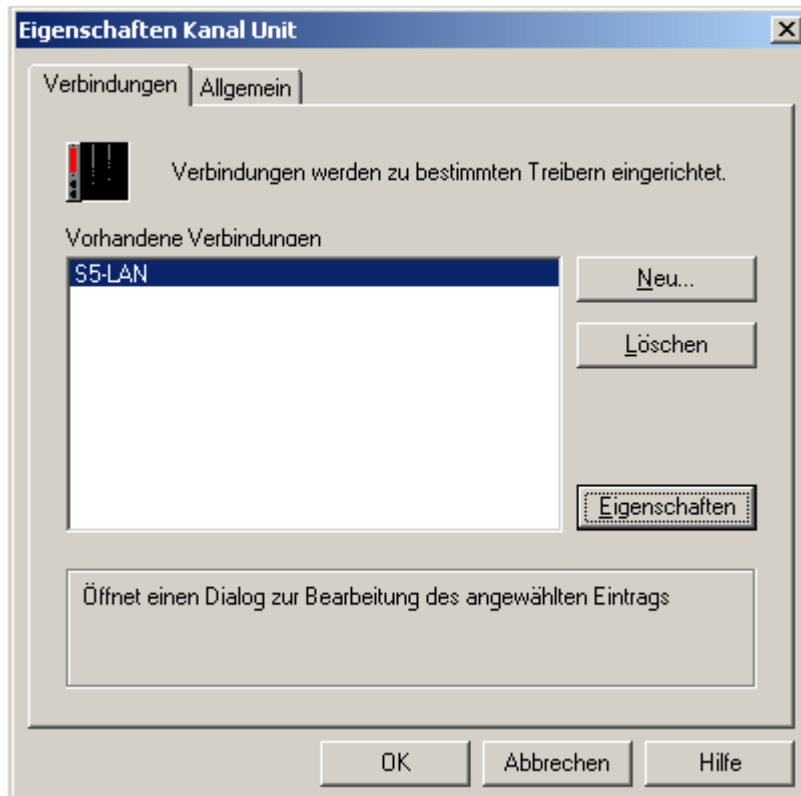 Eigenschaften Kanal Unit
Verbindungen
Allgemein
Verbindungen werden zu bestimmten Treibern eingerichtet.
Vorhandene Verbindungen
S5-LAN
Neu...
Löschen
Eigenschaften
Öffnet einen Dialog zur Bearbeitung des angewählten Eintrags
OK
Abbrechen
Hilfe